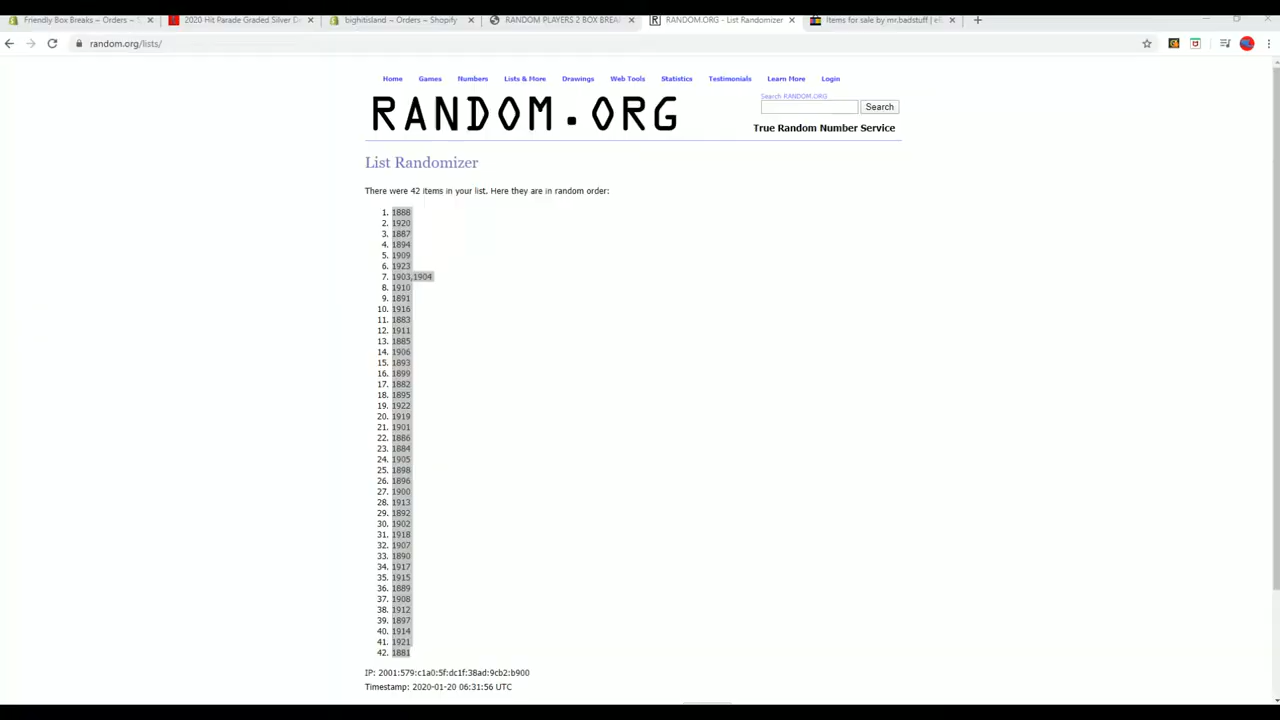 Friendly Box Breaks ~ Orders ~ S
2020 Hit Parade Graded Silver D
bighitisland ~ Orders ~ Shopify
RANDOM PLAYERS 2 BOX BREA
RANDOM.ORG - List Randomizer
Items for sale by mr.badstuff | e
random.org/lists/
Home Games Numbers Lists & More Drawings Web Tools Statistics Testimonials Learn More Login
RANDOM.ORG
Search RANDOM.ORG
Search
True Random Number Service
List Randomizer
There were 42 items in your list. Here they are in random order:
1. 1888
2. 1920
3. 1887
4. 1894
5. 1909
6. 1923
7. 1903,1904
8. 1910
9. 1891
10. 1916
11. 1883
12. 1911
13. 1885
14. 1906
15. 1893
16. 1899
17. 1882
18. 1895
19. 1922
20. 1919
21. 1901
22. 1886
23. 1884
24. 1905
25. 1898
26. 1896
27. 1900
28. 1913
29. 1892
30. 1902
31. 1918
32. 1907
33. 1890
34. 1917
35. 1915
36. 1889
37. 1908
38. 1912
39. 1897
40. 1914
41. 1921
42. 1881
IP: 2001:579:c1a0:5f:dc1f:38ad:9cb2:b900
Timestamp: 2020-01-20 06:31:56 UTC